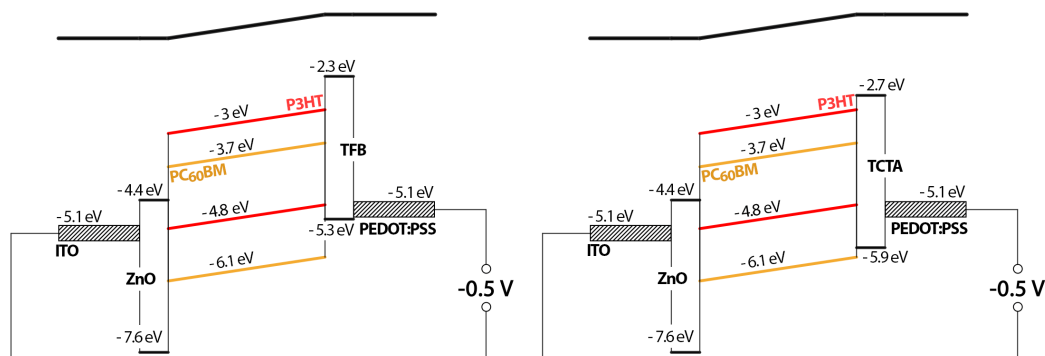 -2.3 eV
P3HT
-3 eV
-3.7 eV
TFB
PC60BM
-4.4 eV
-5.1 eV
-4.8 eV
-5.1 eV
-5.3 eV
PEDOT:PSS
ITO
-6.1 eV
ZnO
-0.5 V
-7.6 eV
-2.7 eV
P3HT
-3 eV
-3.7 eV
TCTA
PC60BM
-4.4 eV
-5.1 eV
-4.8 eV
-5.1 eV
PEDOT:PSS
ITO
-5.9 eV
-6.1 eV
ZnO
-0.5 V
-7.6 eV